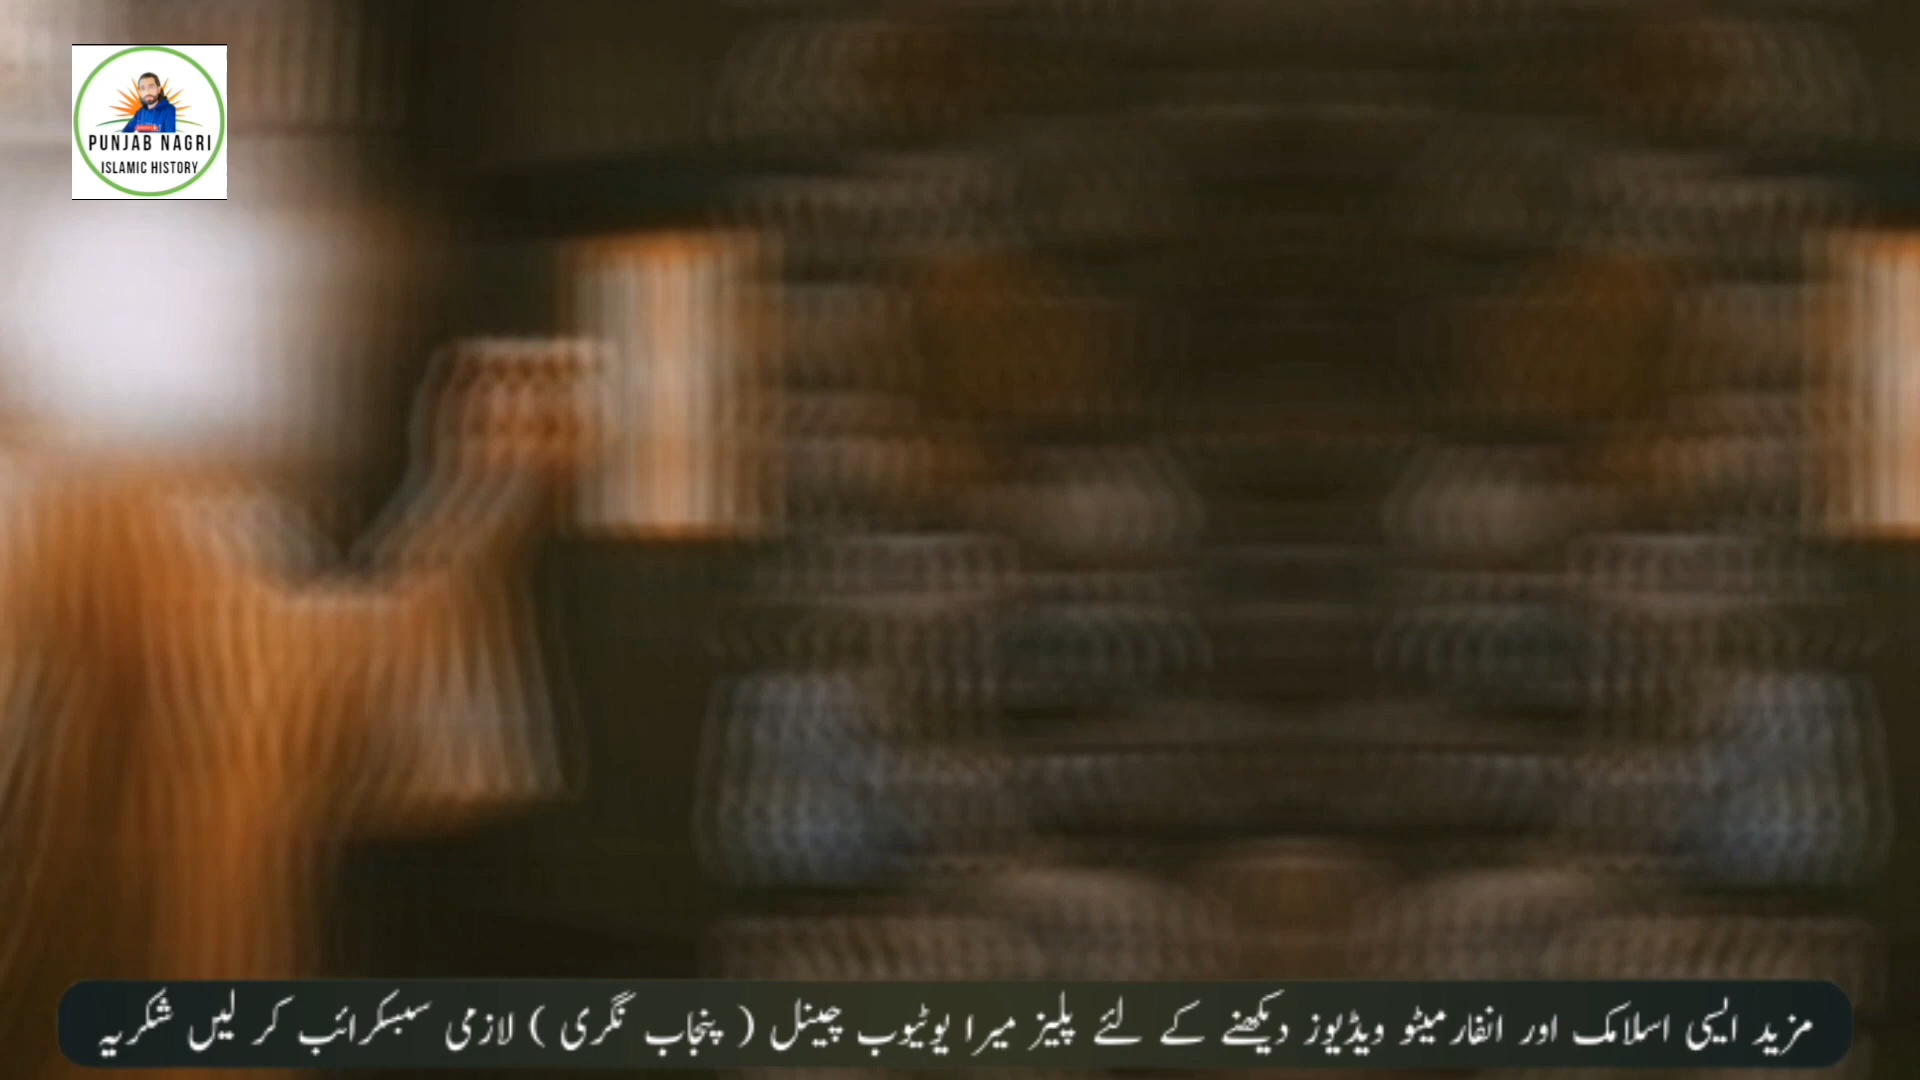 PUNJAB NAGRI
ISLAMIC HISTORY
مزید ایسی اسلامک اور انفارمیٹو ویڈیوز دیکھنے کے لئے پلیز میرا یوٹیوب چینل ( پنجاب نگری ) لازمی سبسکرائب کر لیں شکریہ